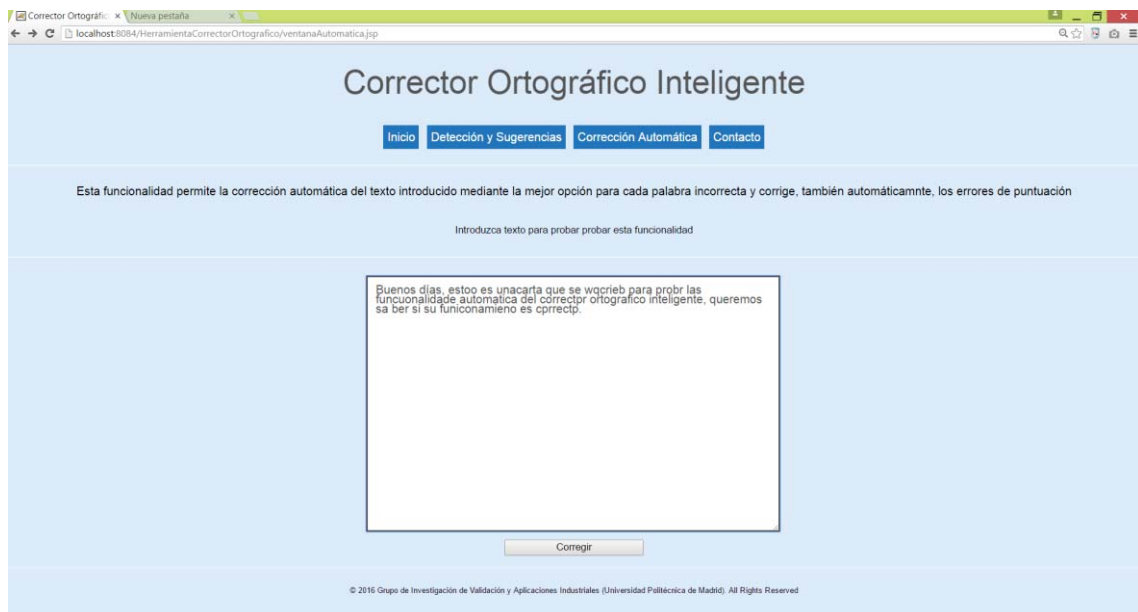 Corrector Ortográfic
Nueva pestaña
localhost:8084/HerramientaCorrectorOrtografico/ventanaAutomatica.jsp
Corrector Ortográfico Inteligente
Inicio Detección y Sugerencias Corrección Automática Contacto
Esta funcionalidad permite la corrección automática del texto introducido mediante la mejor opción para cada palabra incorrecta y corrige, también automáticamnte, los errores de puntuación
Introduzca texto para probar probar esta funcionalidad
Buenos días, estoo es unacarta que se wqcrieb para probr las
funcuonalidade automatica del correctpr ortografico inteligente, queremos
sa ber si su funiconamieno es cprrectp.
Corregir
© 2016 Grupo de Investigación de Validación y Aplicaciones Industriales (Universidad Politécnica de Madrid). All Rights Reserved